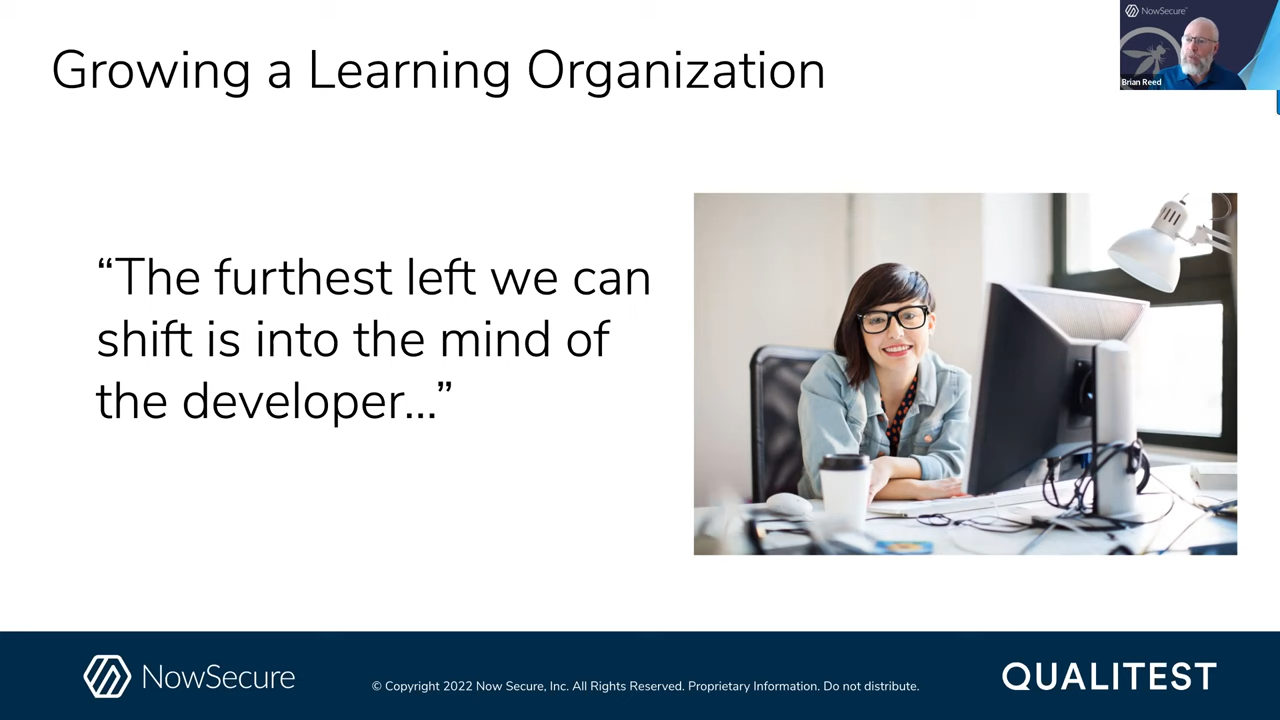 Growing a Learning Organization
NowSecure
Brian Reed
“The furthest left we can
shift is into the mind of
the developer...”
NowSecure
© Copyright 2022 Now Secure, Inc. All Rights Reserved. Proprietary Information. Do not distribute.
QUALITEST